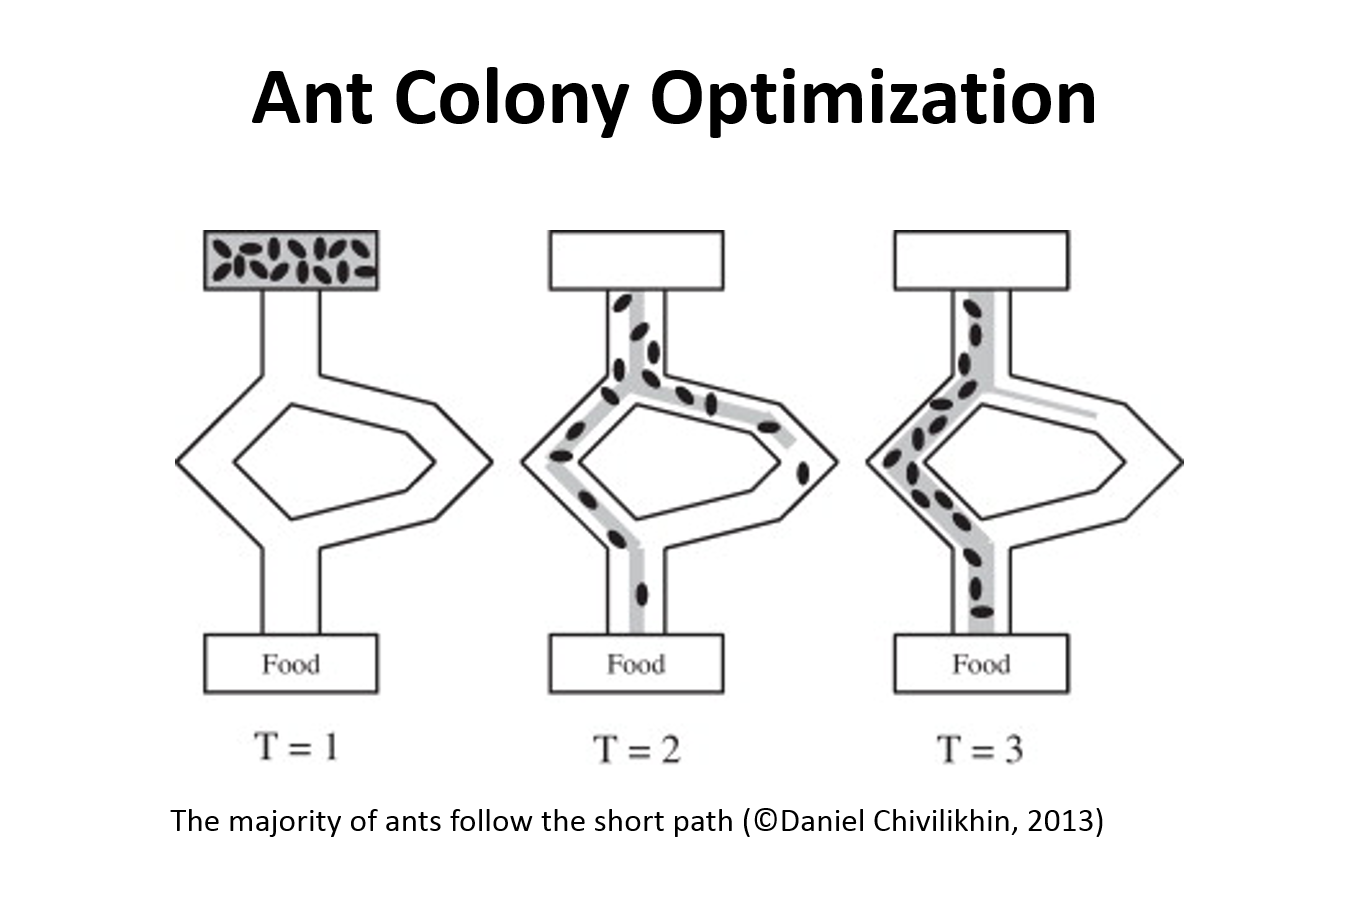 Ant Colony Optimization
Food
Food
Food
T = 1
T = 2
T = 3
The majority of ants follow the short path (©Daniel Chivilikhin, 2013)